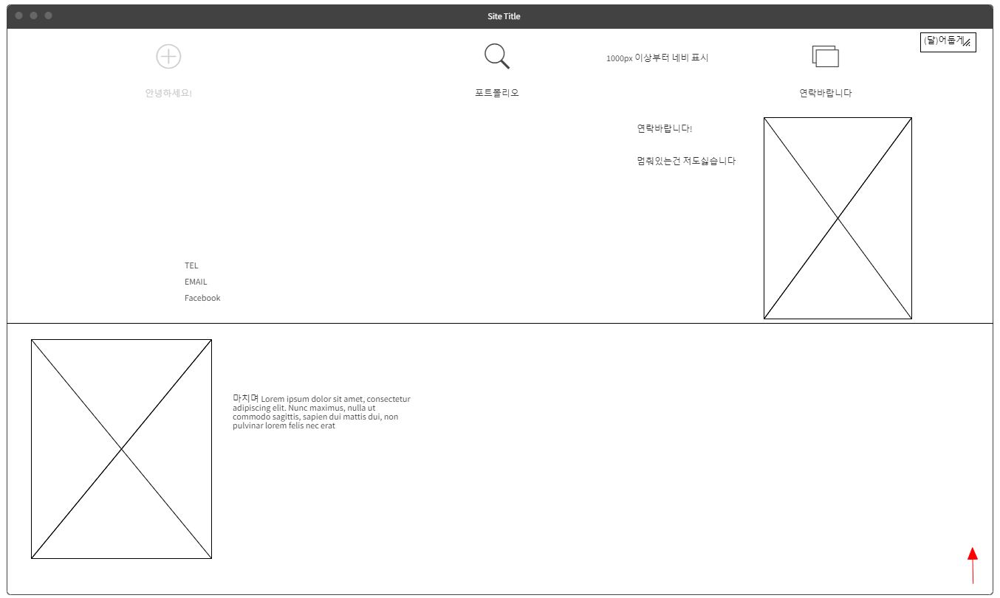 Site Title
(달)어둡게
1000px 이상부터 네비 표시
안녕하세요!
포트폴리오
연락바랍니다
연락바랍니다!
멈춰있는건 저도싫습니다
TEL
EMAIL
Facebook
마치며 Lorem ipsum dolor sit amet, consectetur
adipiscing elit. Nunc maximus, nulla ut
commodo sagittis, sapien dui mattis dui, non
pulvinar lorem felis nec erat